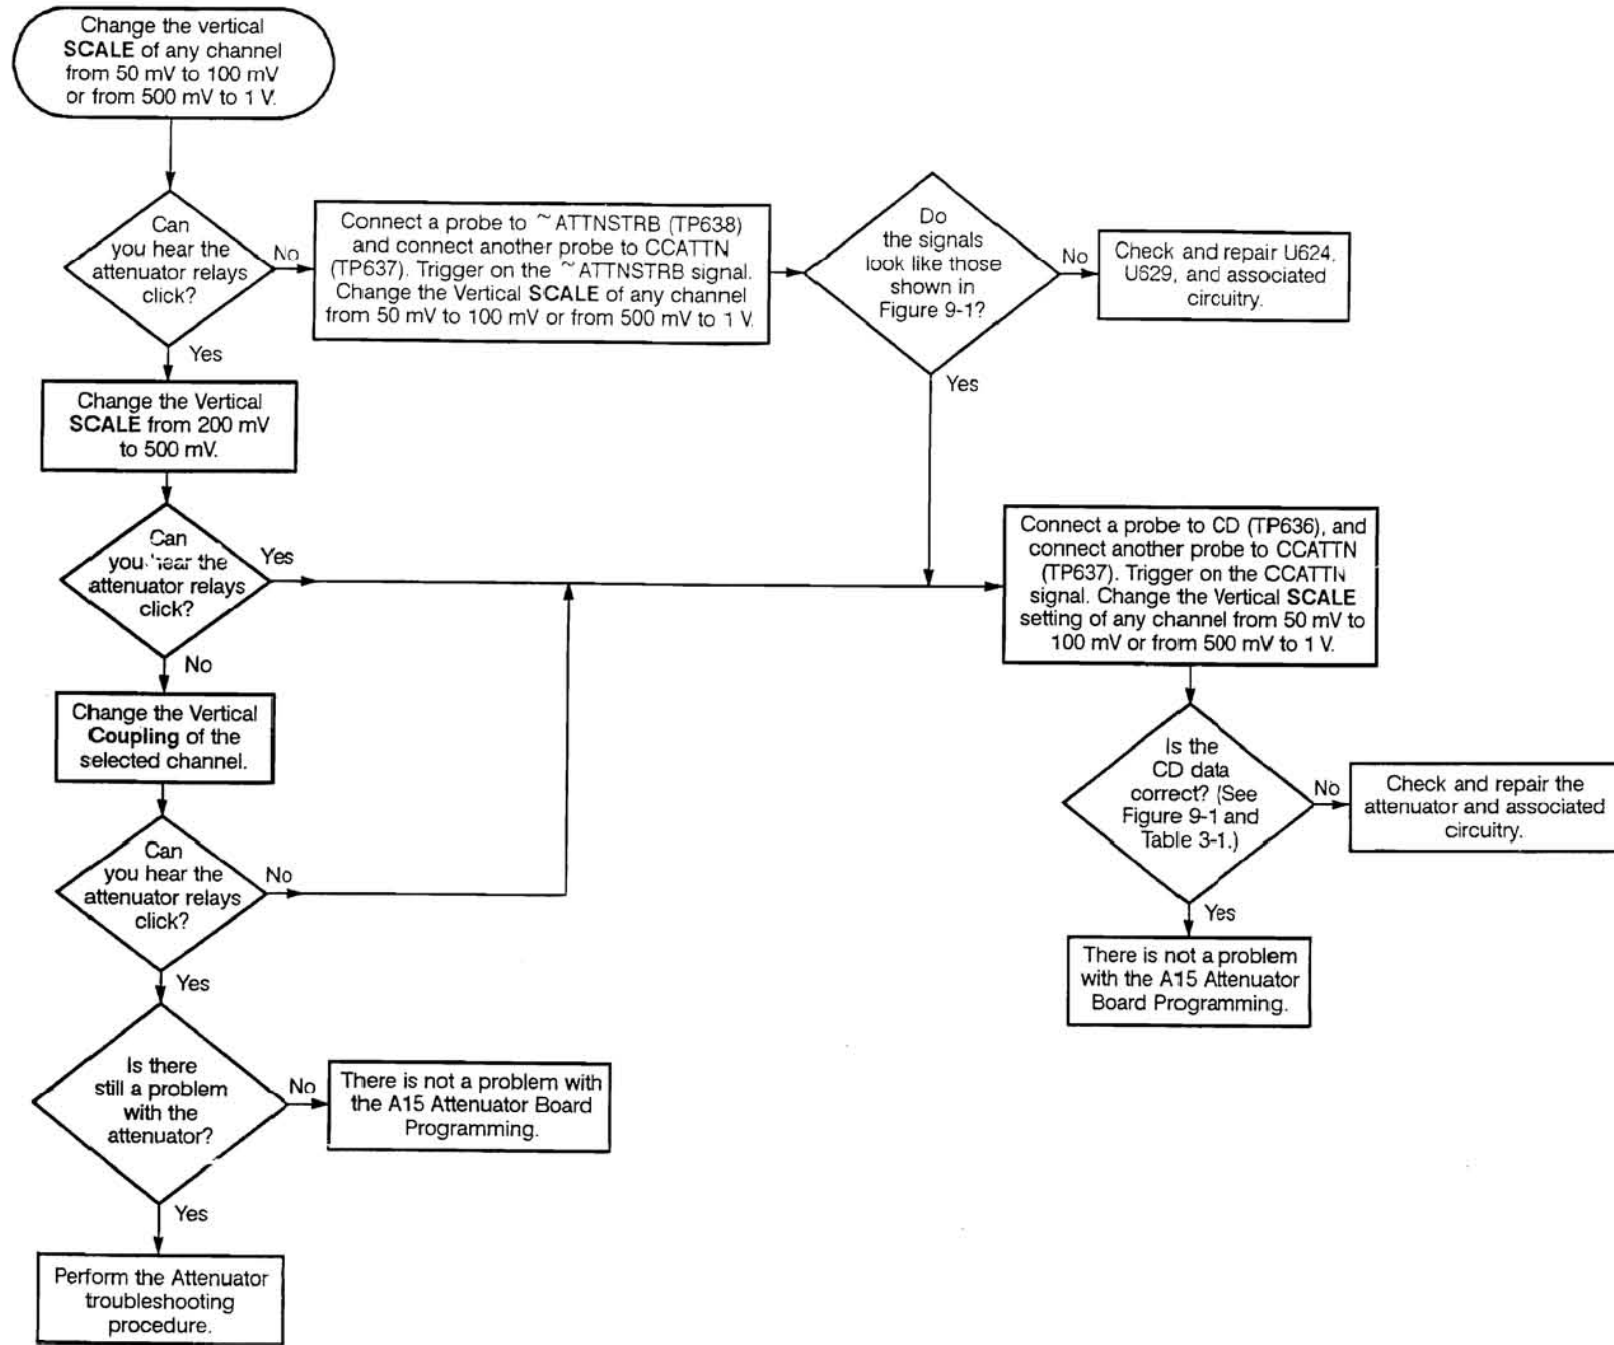 Change the vertical
SCALE of any channel
from 50 mV to 100 mV
or from 500 mV to 1 V.
Can
you hear the
attenuator relays
click?
No
Connect a probe to ~ATTNSTRB (TP638)
and connect another probe to CCATTN
(TP637). Trigger on the ~ATTNSTRB signal.
Change the Vertical SCALE of any channel
from 50 mV to 100 mV or from 500 mV to 1 V.
Do
the signals
look like those
shown in
Figure 9-1?
No
Check and repair U624,
U629, and associated
circuitry.
Yes
Yes
Change the Vertical
SCALE from 200 mV
to 500 mV.
Can
you hear the
attenuator relays
click?
Yes
Connect a probe to CD (TP636), and
connect another probe to CCATTN
(TP637). Trigger on the CCATTN
signal. Change the Vertical SCALE
setting of any channel from 50 mV to
100 mV or from 500 mV to 1 V.
No
Change the Vertical
Coupling of the
selected channel.
Is the
CD data
correct? (See
Figure 9-1 and
Table 3-1.)
No
Check and repair the
attenuator and associated
circuitry.
Can
you hear the
attenuator relays
click?
No
Yes
There is not a problem
with the A15 Attenuator
Board Programming.
Yes
Is there
still a problem
with the
attenuator?
No
There is not a problem with
the A15 Attenuator Board
Programming.
Yes
Perform the Attenuator
troubleshooting
procedure.